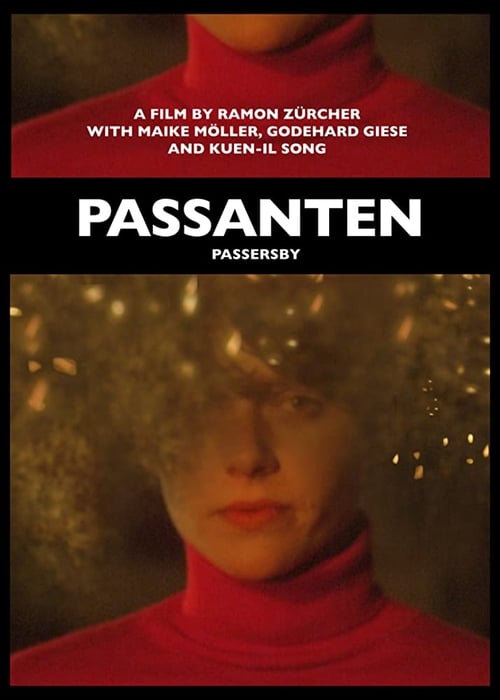 A FILM BY RAMON ZÜRCHER
WITH MAIKE MÖLLER, GODEHARD GIESE
AND KUEN-IL SONG
PASSANTEN
PASSERSBY